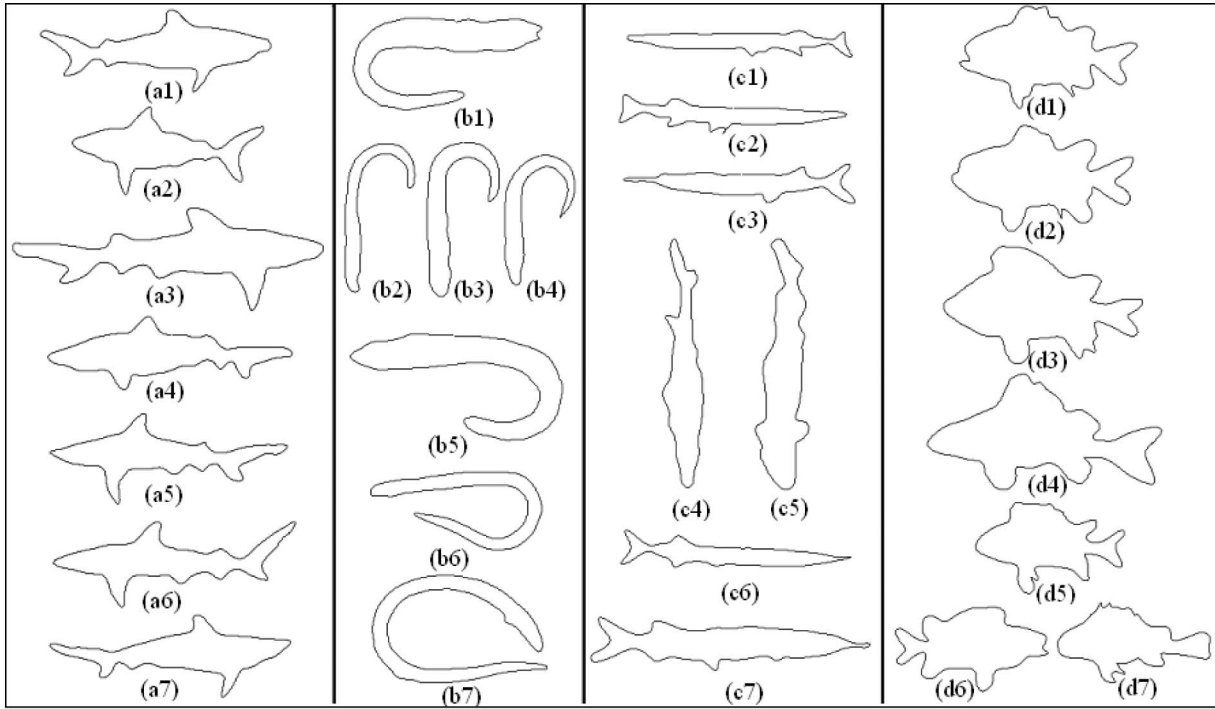 (a1)
(a2)
(a3)
(a4)
(a5)
(a6)
(a7)
(b1)
(b2) (b3) (b4)
(b5)
(b6)
(b7)
(c1)
(c2)
(c3)
(c4) (c5)
(c6)
(c7)
(d1)
(d2)
(d3)
(d4)
(d5)
(d6) (d7)